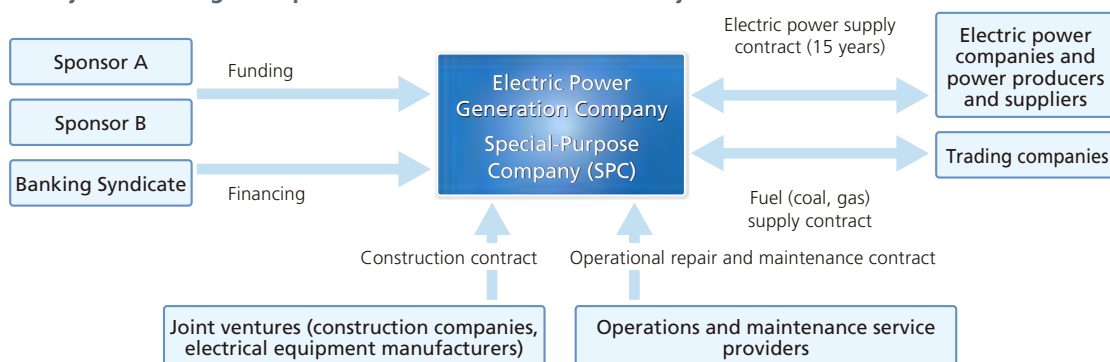 Sponsor A
Sponsor B
Banking Syndicate
Funding
Financing
Electric Power
Generation Company
Special-Purpose
Company (SPC)
Electric power supply
contract (15 years)
Electric power
companies and
power producers
and suppliers
Trading companies
Fuel (coal, gas)
supply contract
Construction contract
Operational repair and maintenance contract
Joint ventures (construction companies,
electrical equipment manufacturers)
Operations and maintenance service
providers